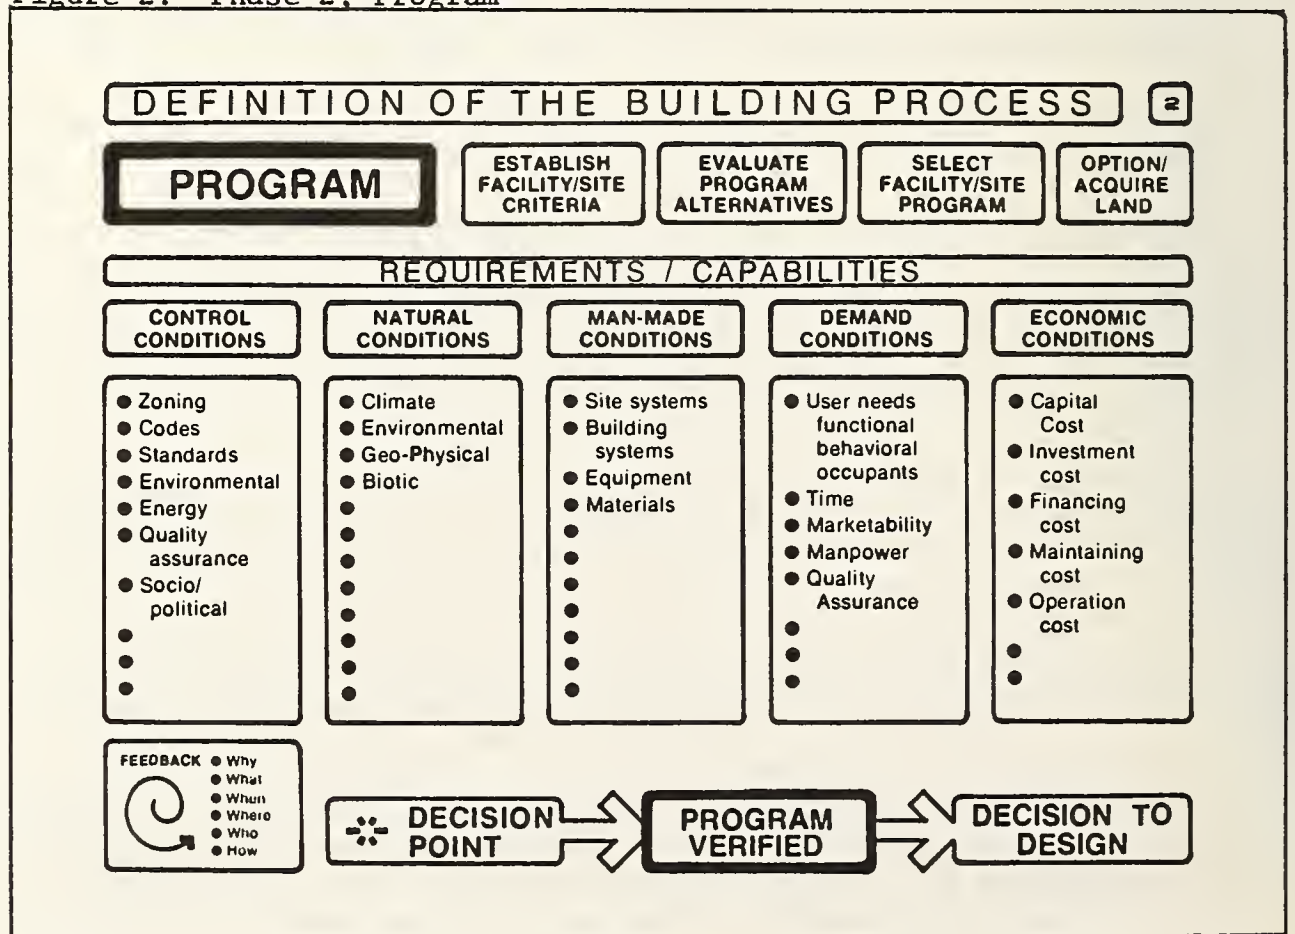 Figure 2. Phase 2, Program
DEFINITION OF THE BUILDING PROCESS 2
PROGRAM
ESTABLISH
FACILITY/SITE
CRITERIA
EVALUATE
PROGRAM
ALTERNATIVES
SELECT
FACILITY/SITE
PROGRAM
OPTION/
ACQUIRE
LAND
REQUIREMENTS / CAPABILITIES
CONTROL
CONDITIONS
● Zoning
● Codes
● Standards
● Environmental
● Energy
● Quality
assurance
● Socio/
political
●
●
●
NATURAL
CONDITIONS
● Climate
● Environmental
● Geo-Physical
● Biotic
●
●
●
●
●
●
●
●
MAN-MADE
CONDITIONS
● Site systems
● Building
systems
● Equipment
● Materials
●
●
●
●
●
●
●
DEMAND
CONDITIONS
● User needs
functional
behavioral
occupants
● Time
● Marketability
● Manpower
● Quality
Assurance
●
●
●
ECONOMIC
CONDITIONS
● Capital
Cost
● Investment
cost
● Financing
cost
● Maintaining
cost
● Operation
cost
●
●
FEEDBACK
● Why
● What
● When
● Where
● Who
● How
DECISION
POINT
PROGRAM
VERIFIED
DECISION TO
DESIGN